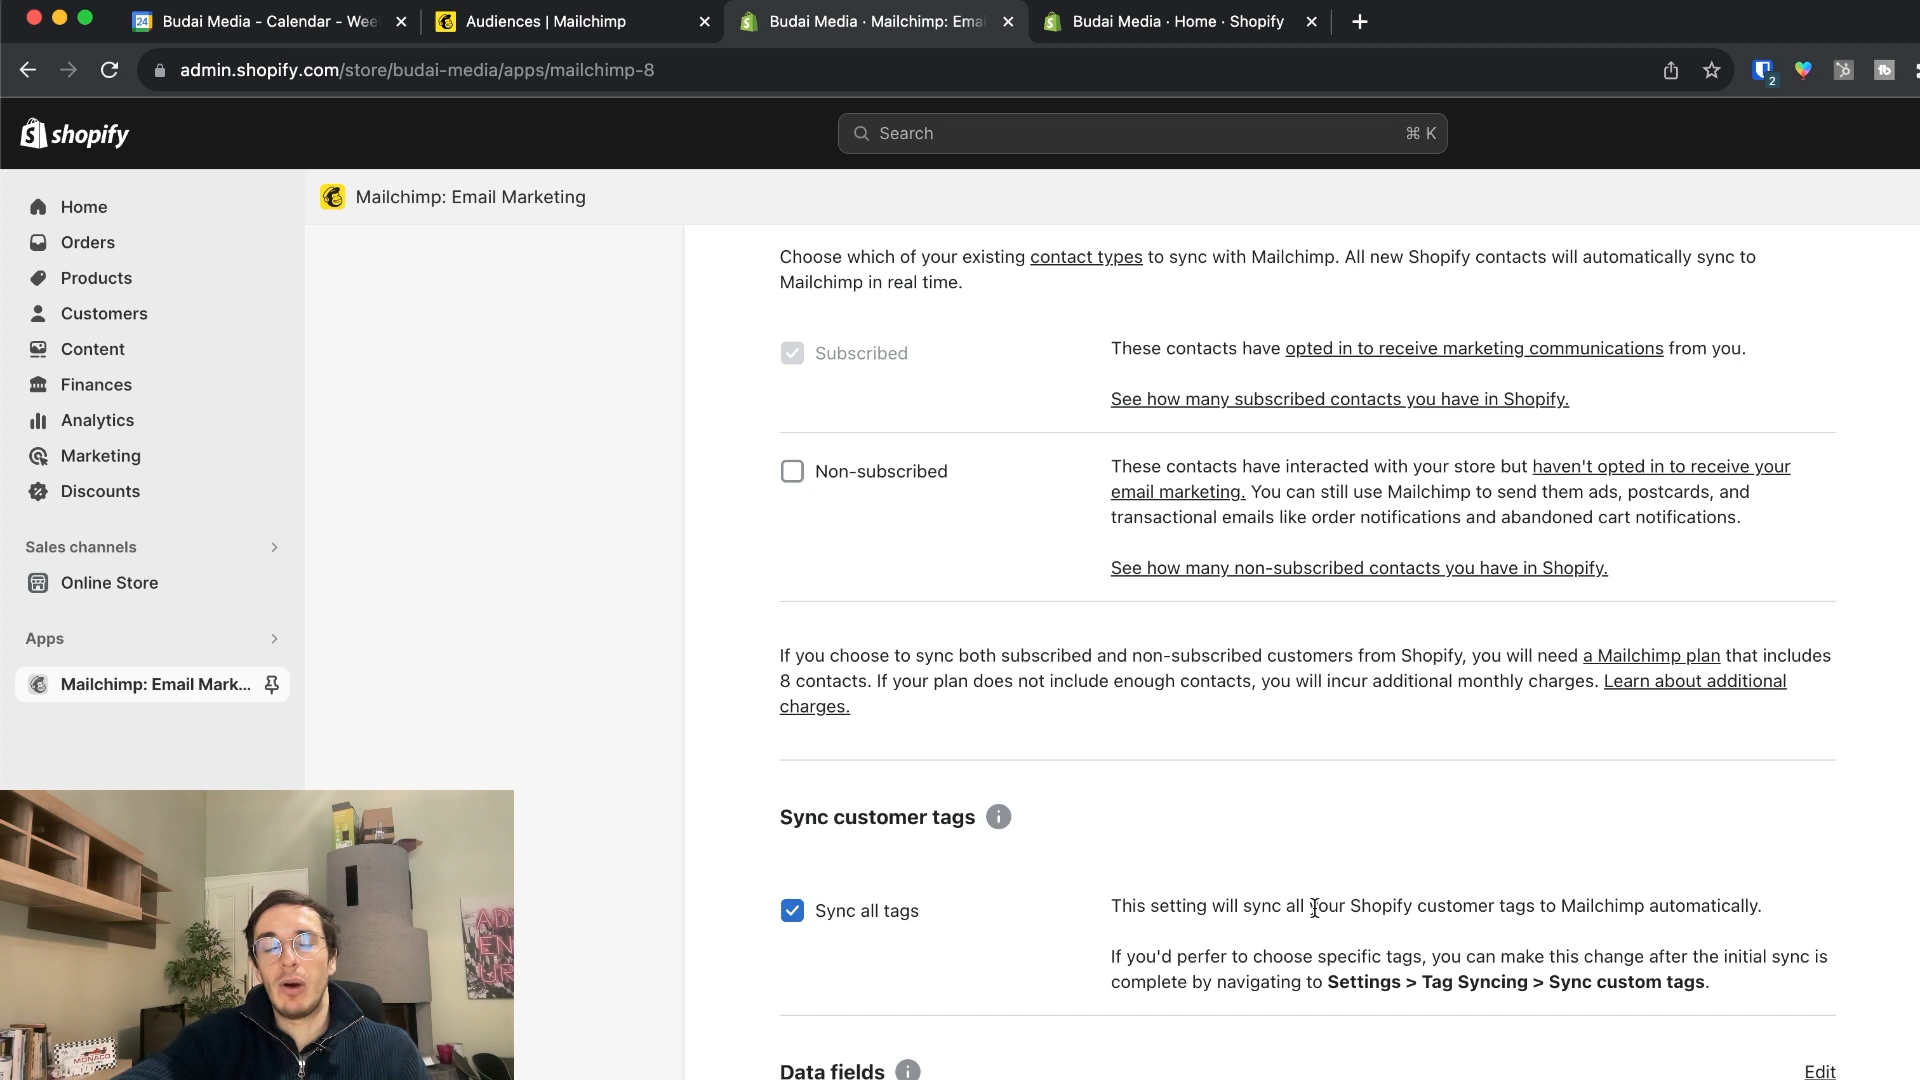 Budai Media - Calendar - Wee
Audiences | Mailchimp
Budai Media · Mailchimp: Emai
Budai Media · Home · Shopify
admin.shopify.com/store/budai-media/apps/mailchimp-8
2
shopify
Search
⌘ K
Home
Orders
Products
Customers
Content
Finances
Analytics
Marketing
Discounts
Sales channels
Online Store
Apps
Mailchimp: Email Mark...
Mailchimp: Email Marketing
Choose which of your existing contact types to sync with Mailchimp. All new Shopify contacts will automatically sync to
Mailchimp in real time.
Subscribed
These contacts have opted in to receive marketing communications from you.
See how many subscribed contacts you have in Shopify.
Non-subscribed
These contacts have interacted with your store but haven't opted in to receive your
email marketing. You can still use Mailchimp to send them ads, postcards, and
transactional emails like order notifications and abandoned cart notifications.
See how many non-subscribed contacts you have in Shopify.
If you choose to sync both subscribed and non-subscribed customers from Shopify, you will need a Mailchimp plan that includes
8 contacts. If your plan does not include enough contacts, you will incur additional monthly charges. Learn about additional
charges.
Sync customer tags
Sync all tags
This setting will sync all your Shopify customer tags to Mailchimp automatically.
If you'd perfer to choose specific tags, you can make this change after the initial sync is
complete by navigating to Settings > Tag Syncing > Sync custom tags.
Data fields
Edit
MONACO